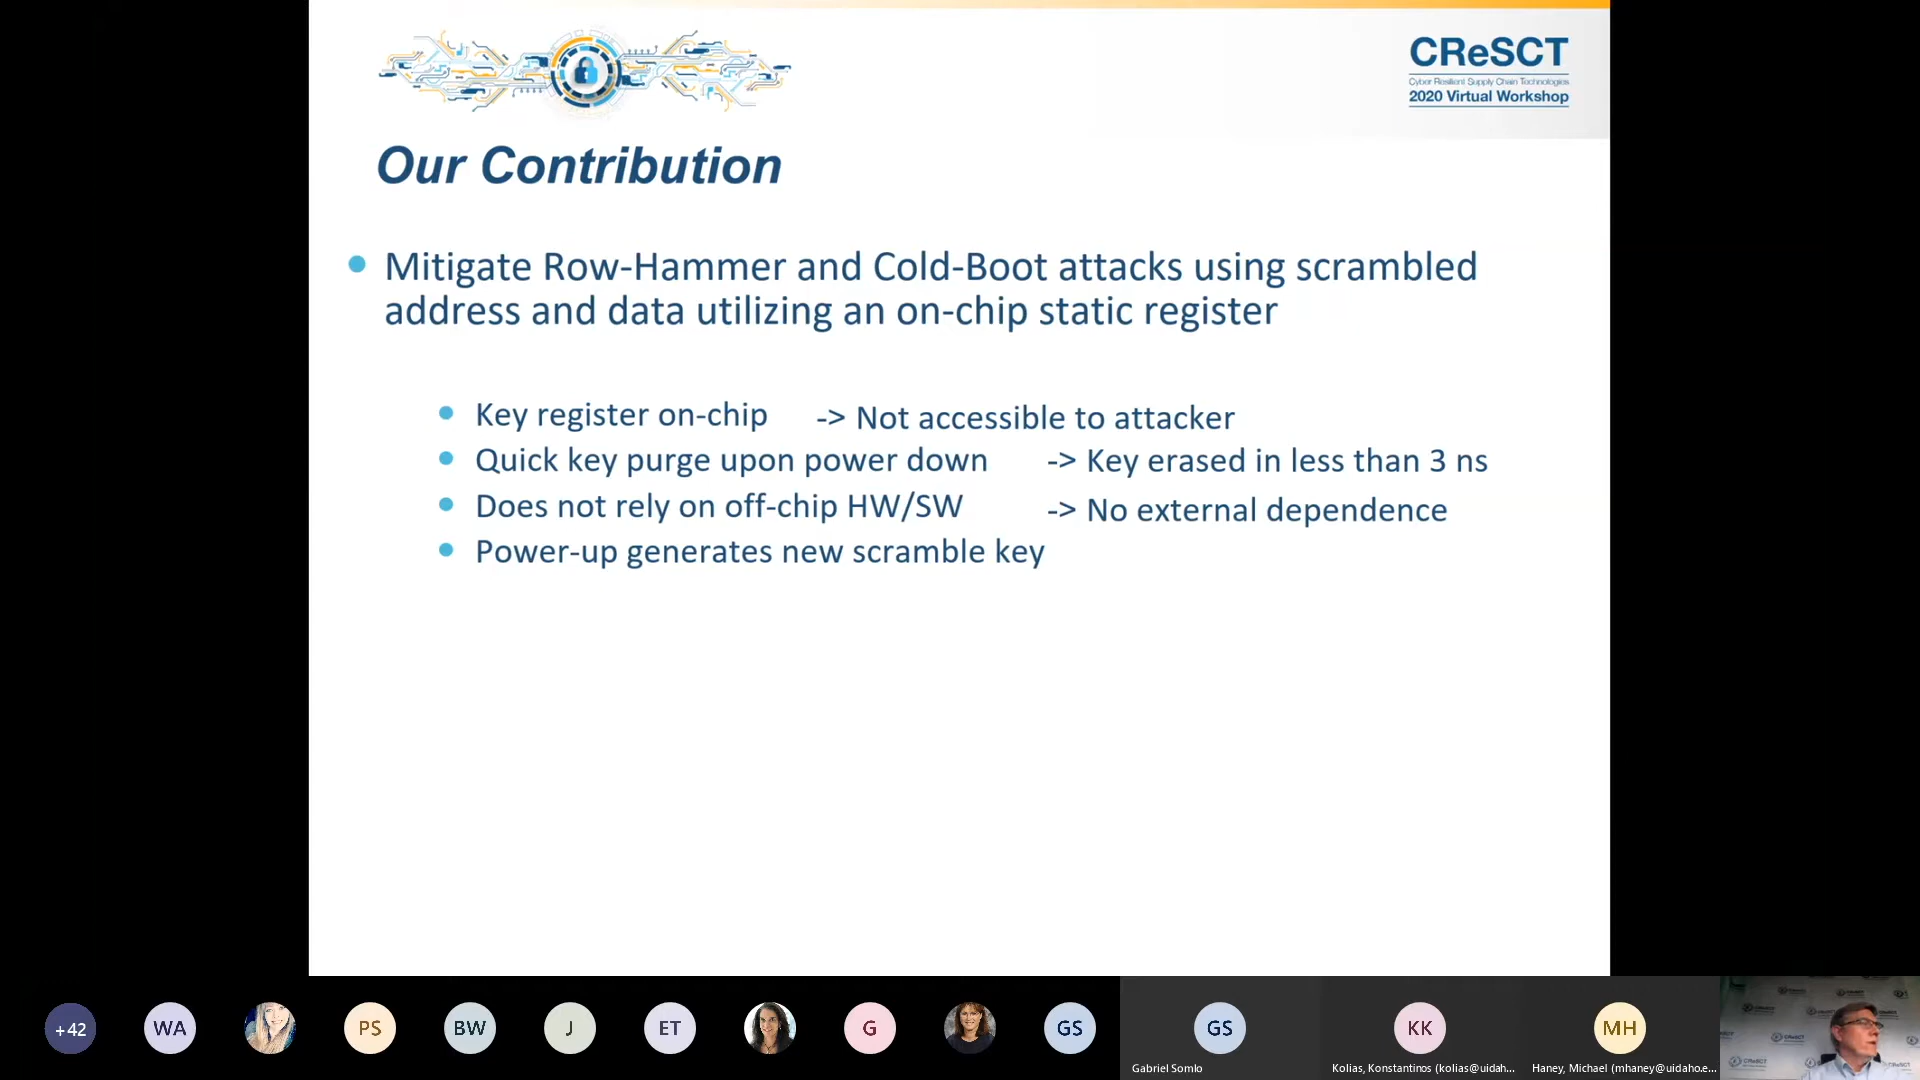 CReSCT
Cyber Resilient Supply Chain Technologies
2020 Virtual Workshop
Our Contribution
Mitigate Row-Hammer and Cold-Boot attacks using scrambled
address and data utilizing an on-chip static register
Key register on-chip -> Not accessible to attacker
Quick key purge upon power down -> Key erased in less than 3 ns
Does not rely on off-chip HW/SW -> No external dependence
Power-up generates new scramble key
+42 WA PS BW J ET G GS GS KK MH
Gabriel Somlo Kolias, Konstantinos (kolias@uidah... Haney, Michael (mhaney@uidaho.e...